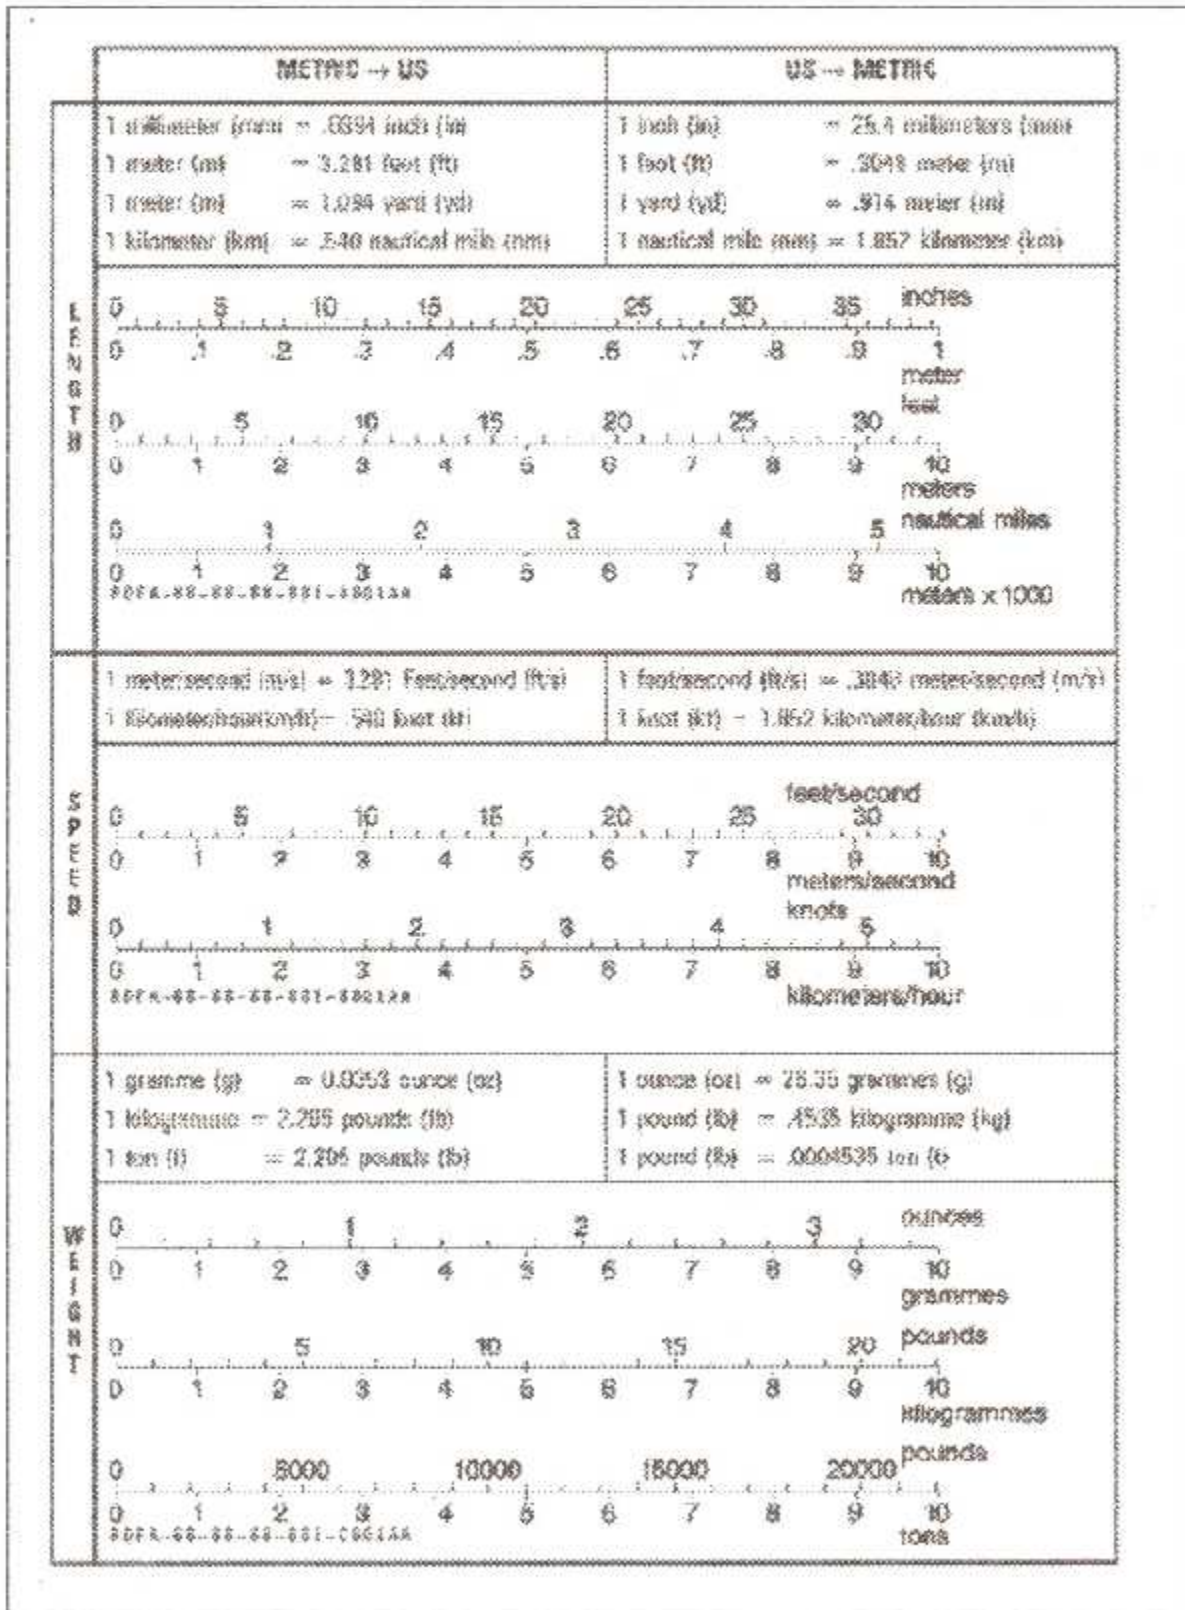 METRIC → US US → METRIC
1 millimeter (mm) = .0394 inch (in) 1 inch (in) = 25.4 millimeters (mm)
1 meter (m) = 3.281 feet (ft) 1 foot (ft) = .3048 meter (m)
1 meter (m) = 1.094 yard (yd) 1 yard (yd) = .914 meter (m)
1 kilometer (km) = .540 nautical mile (nm) 1 nautical mile (nm) = 1.852 kilometer (km)
LENGTH
0 5 10 15 20 25 30 35 inches
0 .1 .2 .3 .4 .5 .6 .7 .8 .9 1
meter
feet
0 5 10 15 20 25 30
0 1 2 3 4 5 6 7 8 9 10
meters
nautical miles
0 1 2 3 4 5
0 1 2 3 4 5 6 7 8 9 10
meters x 1000
1 meter/second (m/s) = 3.281 Feet/second (ft/s) 1 feet/second (ft/s) = .3048 meter/second (m/s)
1 Kilometer/hour(km/h) = .540 knot (kt) 1 knot (kt) = 1.852 kilometer/hour (km/h)
SPEED
feet/second
0 5 10 15 20 25 30
0 1 2 3 4 5 6 7 8 9 10
meters/second
knots
0 1 2 3 4 5
0 1 2 3 4 5 6 7 8 9 10
kilometers/hour
1 gramme (g) = 0.0353 ounce (oz) 1 ounce (oz) = 28.35 grammes (g)
1 kilogramme = 2.205 pounds (lb) 1 pound (lb) = .4535 kilogramme (kg)
1 ton (t) = 2.205 pounds (lb) 1 pound (lb) = .0004535 ton (t)
WEIGHT
0 1 2 3 ounces
0 1 2 3 4 5 6 7 8 9 10
grammes
0 5 10 15 20 pounds
0 1 2 3 4 5 6 7 8 9 10
kilogrammes
pounds
0 5000 10000 15000 20000
0 1 2 3 4 5 6 7 8 9 10
tons